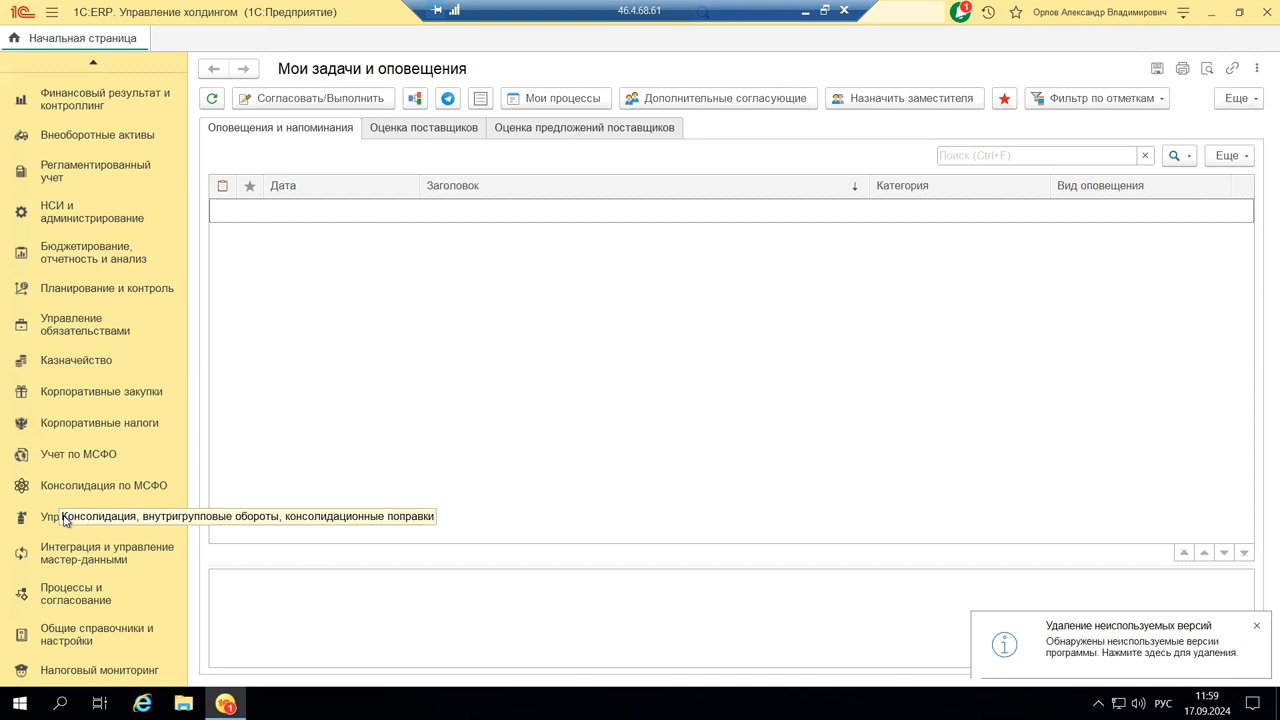 1С:ERP. Управление холдингом (1С:Предприятие)
46.4.68.61
1
Орлов Александр Владимирович
Начальная страница
Мои задачи и оповещения
Согласовать/Выполнить
Мои процессы
Дополнительные согласующие
Назначить заместителя
Фильтр по отметкам
Еще
Оповещения и напоминания
Оценка поставщиков
Оценка предложений поставщиков
Поиск (Ctrl+F)
Еще
Дата
Заголовок
Категория
Вид оповещения
Финансовый результат и
контроллинг
Внеоборотные активы
Регламентированный
учет
НСИ и
администрирование
Бюджетирование,
отчетность и анализ
Планирование и контроль
Управление
обязательствами
Казначейство
Корпоративные закупки
Корпоративные налоги
Учет по МСФО
Консолидация по МСФО
Упр
Консолидация, внутригрупповые обороты, консолидационные поправки
Интеграция и управление
мастер-данными
Процессы и
согласование
Общие справочники и
настройки
Налоговый мониторинг
Удаление неиспользуемых версий
Обнаружены неиспользуемые версии
программы. Нажмите здесь для удаления.
1
РУС
11:59
17.09.2024